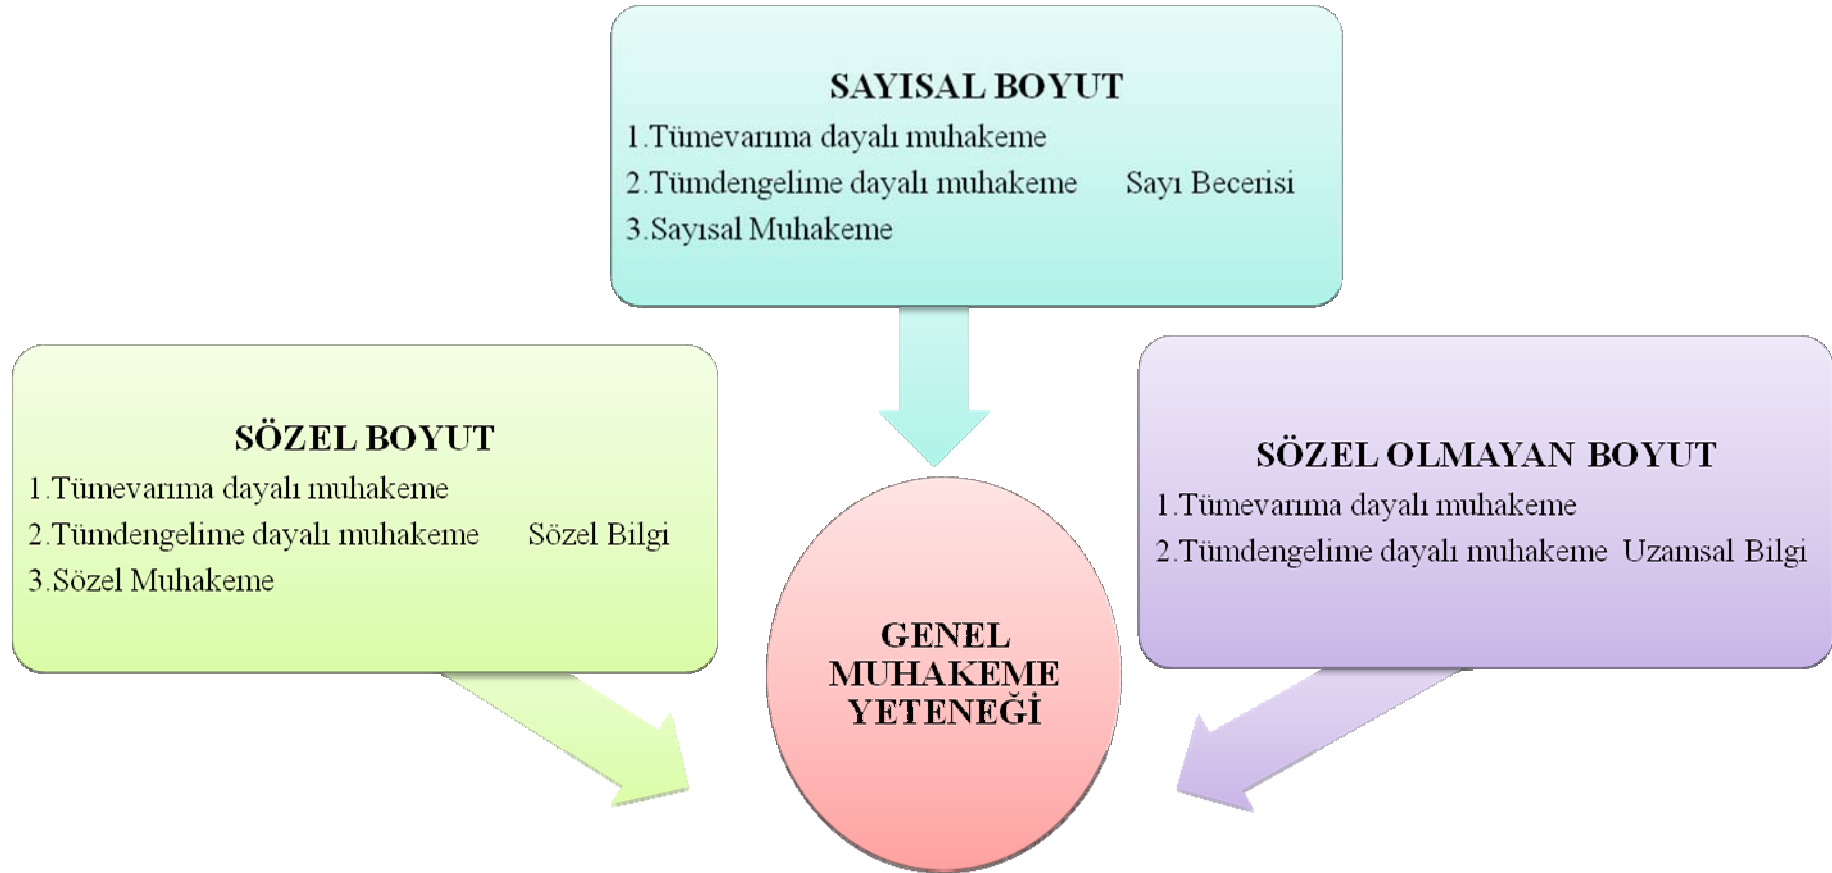 SAYISAL BOYUT
1.Tümevarıma dayalı muhakeme
2.Tümdengelime dayalı muhakeme Sayı Becerisi
3.Sayısal Muhakeme
SÖZEL BOYUT
1.Tümevarıma dayalı muhakeme
2.Tümdengelime dayalı muhakeme Sözel Bilgi
3.Sözel Muhakeme
SÖZEL OLMAYAN BOYUT
1.Tümevarıma dayalı muhakeme
2.Tümdengelime dayalı muhakeme Uzamsal Bilgi
GENEL
MUHAKEME
YETENEĞİ